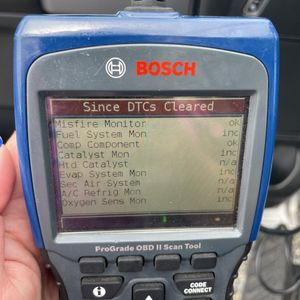 BOSCH
Since DTCs Cleared
Misfire Monitor ok
Fuel System Mon inc
Comp Component ok
Catalyst Mon inc
Htd Catalyst n/a
Evap System Mon inc
Sec Air System n/a
A/C Refrig Mon n/a
Oxygen Sens Mon inc
ProGrade OBD II Scan Tool
CODE
CONNECT